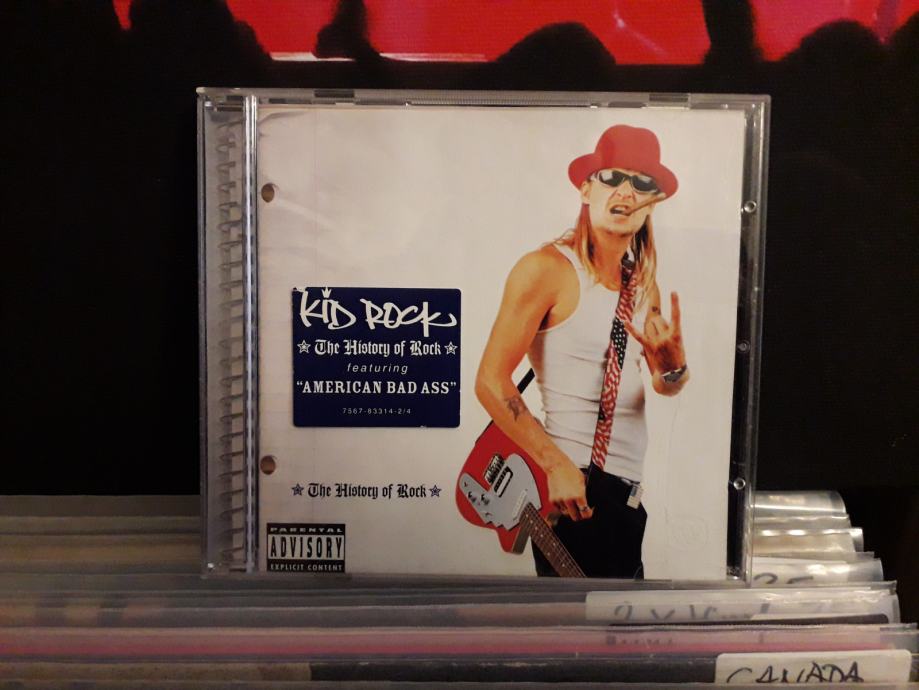 KID ROCK
The History of Rock
featuring
"AMERICAN BAD ASS"
7567-83314-2/4
The History of Rock
PARENTAL
ADVISORY
EXPLICIT CONTENT
CANADA